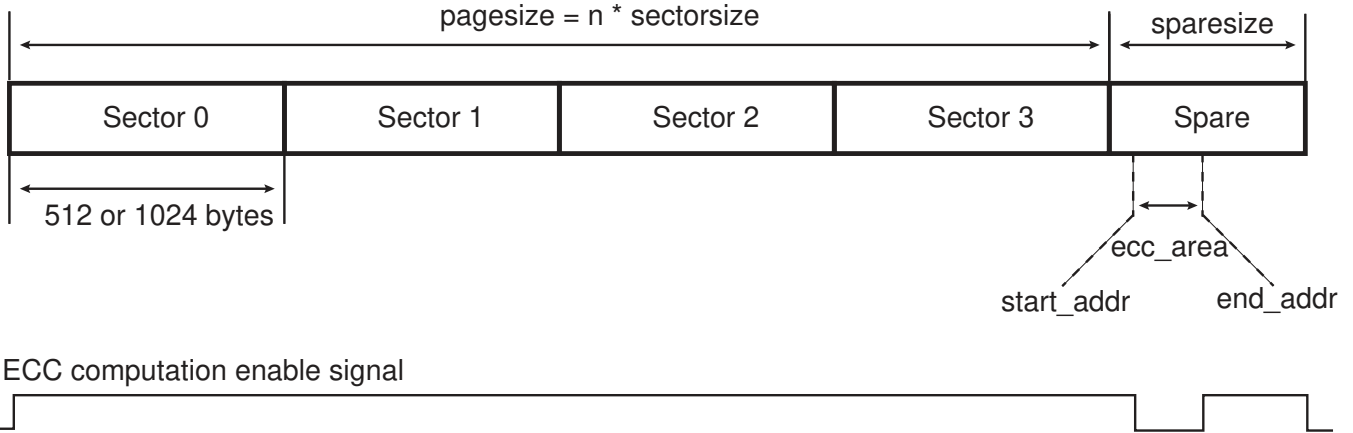 pagesize = n * sectorsize
sparesize
Sector 0
Sector 1
Sector 2
Sector 3
Spare
512 or 1024 bytes
ecc_area
start_addr
end_addr
ECC computation enable signal